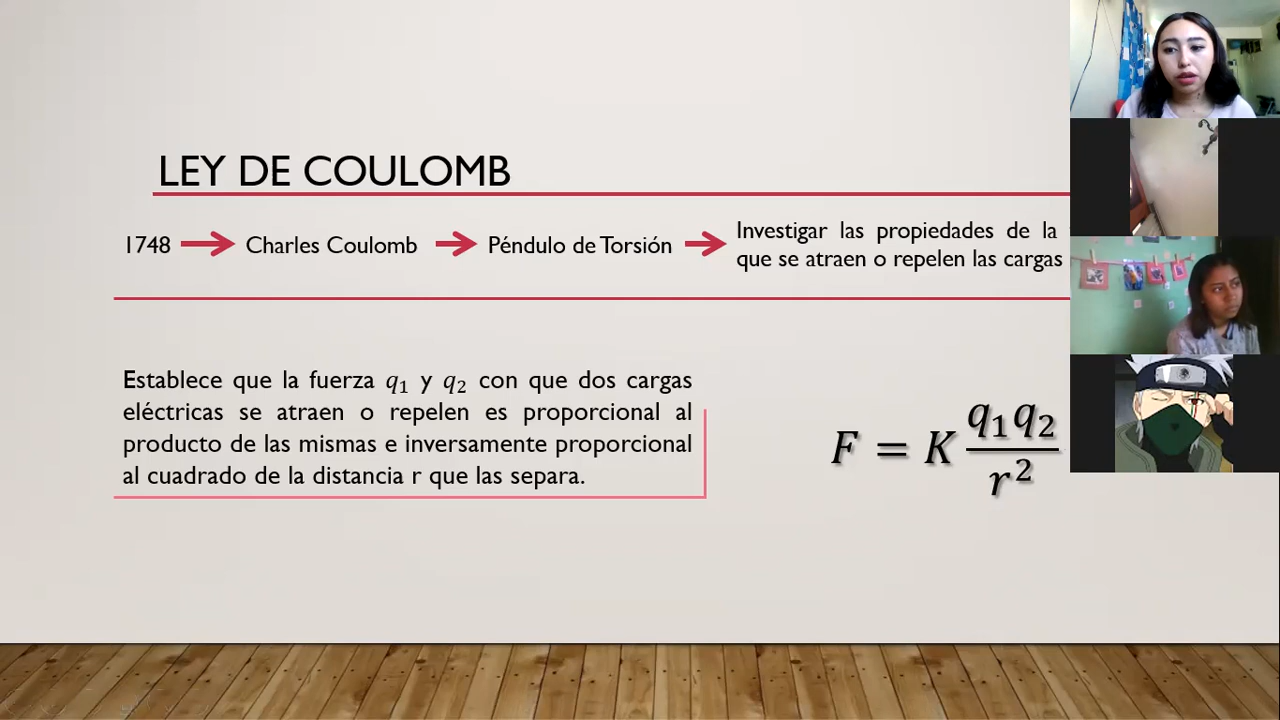 LEY DE COULOMB
1748 → Charles Coulomb → Péndulo de Torsión → Investigar las propiedades de la
que se atraen o repelen las cargas
Establece que la fuerza q₁ y q₂ con que dos cargas
eléctricas se atraen o repelen es proporcional al
producto de las mismas e inversamente proporcional
al cuadrado de la distancia r que las separa.
F = K q₁q₂ / r²